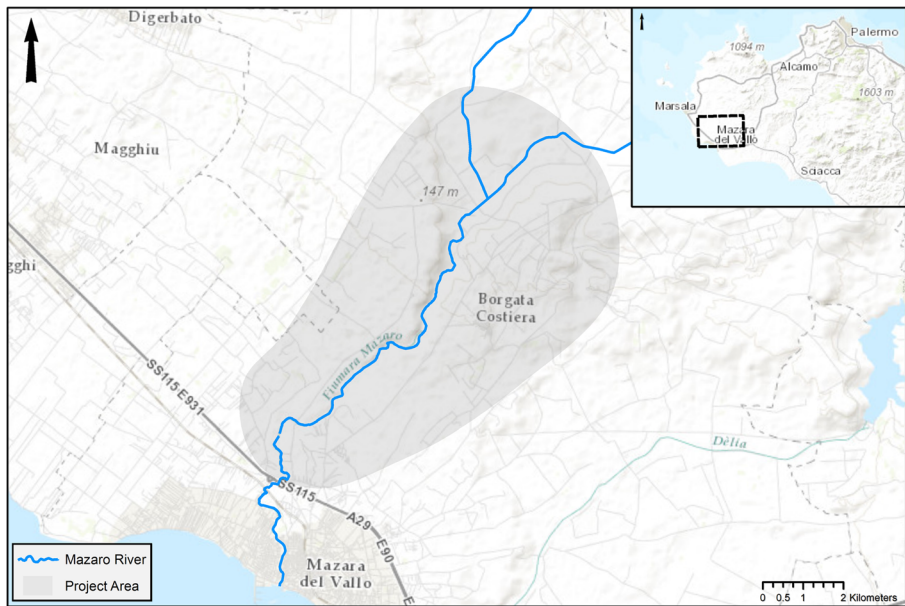 Digerbato
Magghiu
gghi
147 m
Borgata
Costiera
Fiumara Mazaro
SS115
E931
SS115
A29
E90
E
Dèlia
Mazara
del Vallo
Mazaro River
Project Area
0 0.5 1 2 Kilometers
Palermo
1094 m
Alcamo
1603 m
Marsala
Mazara
del Vallo
Sciacca